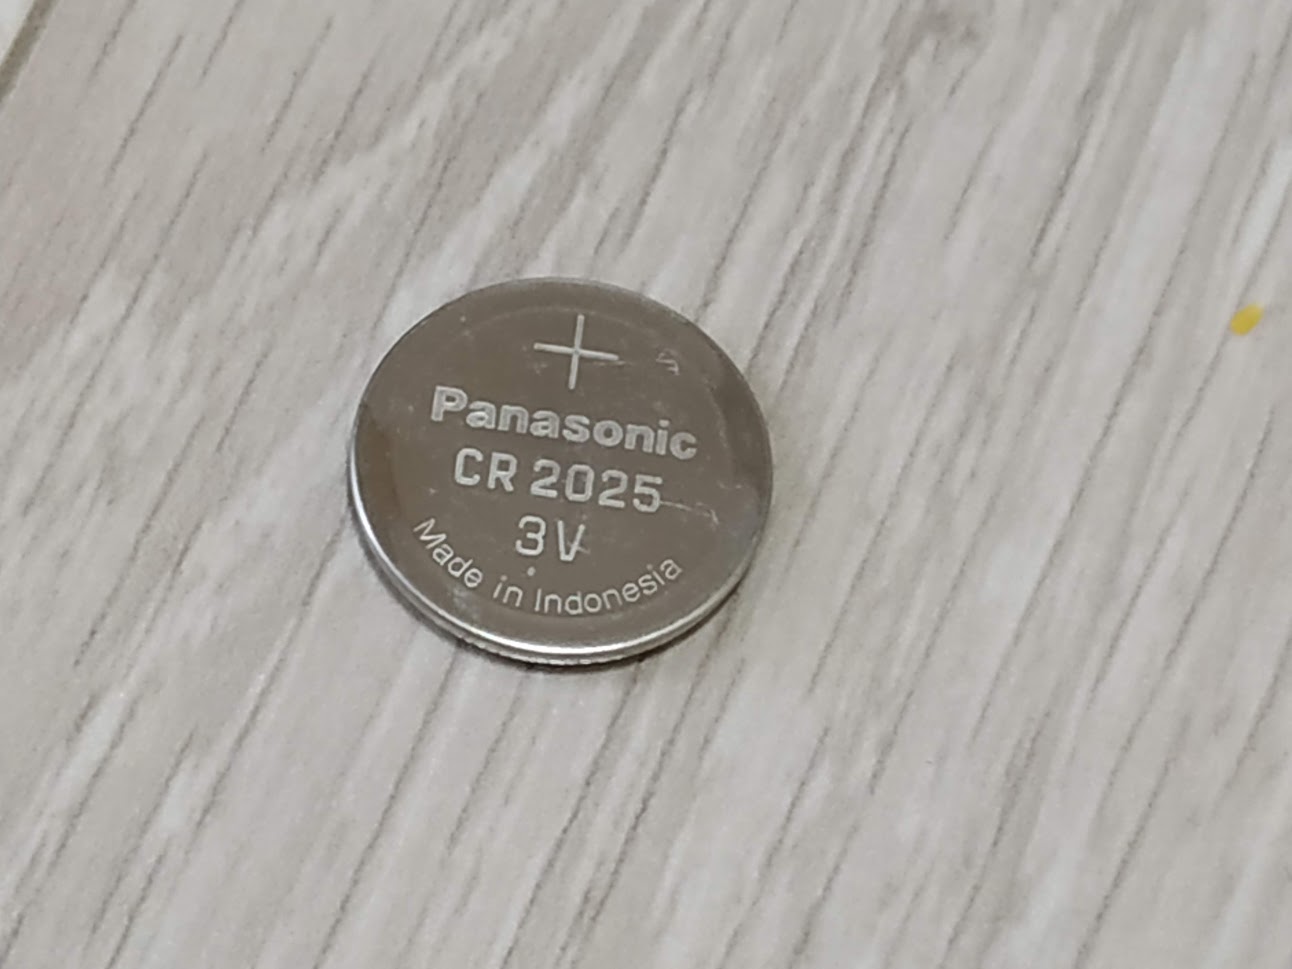 +
Panasonic
CR 2025
3V
Made in Indonesia